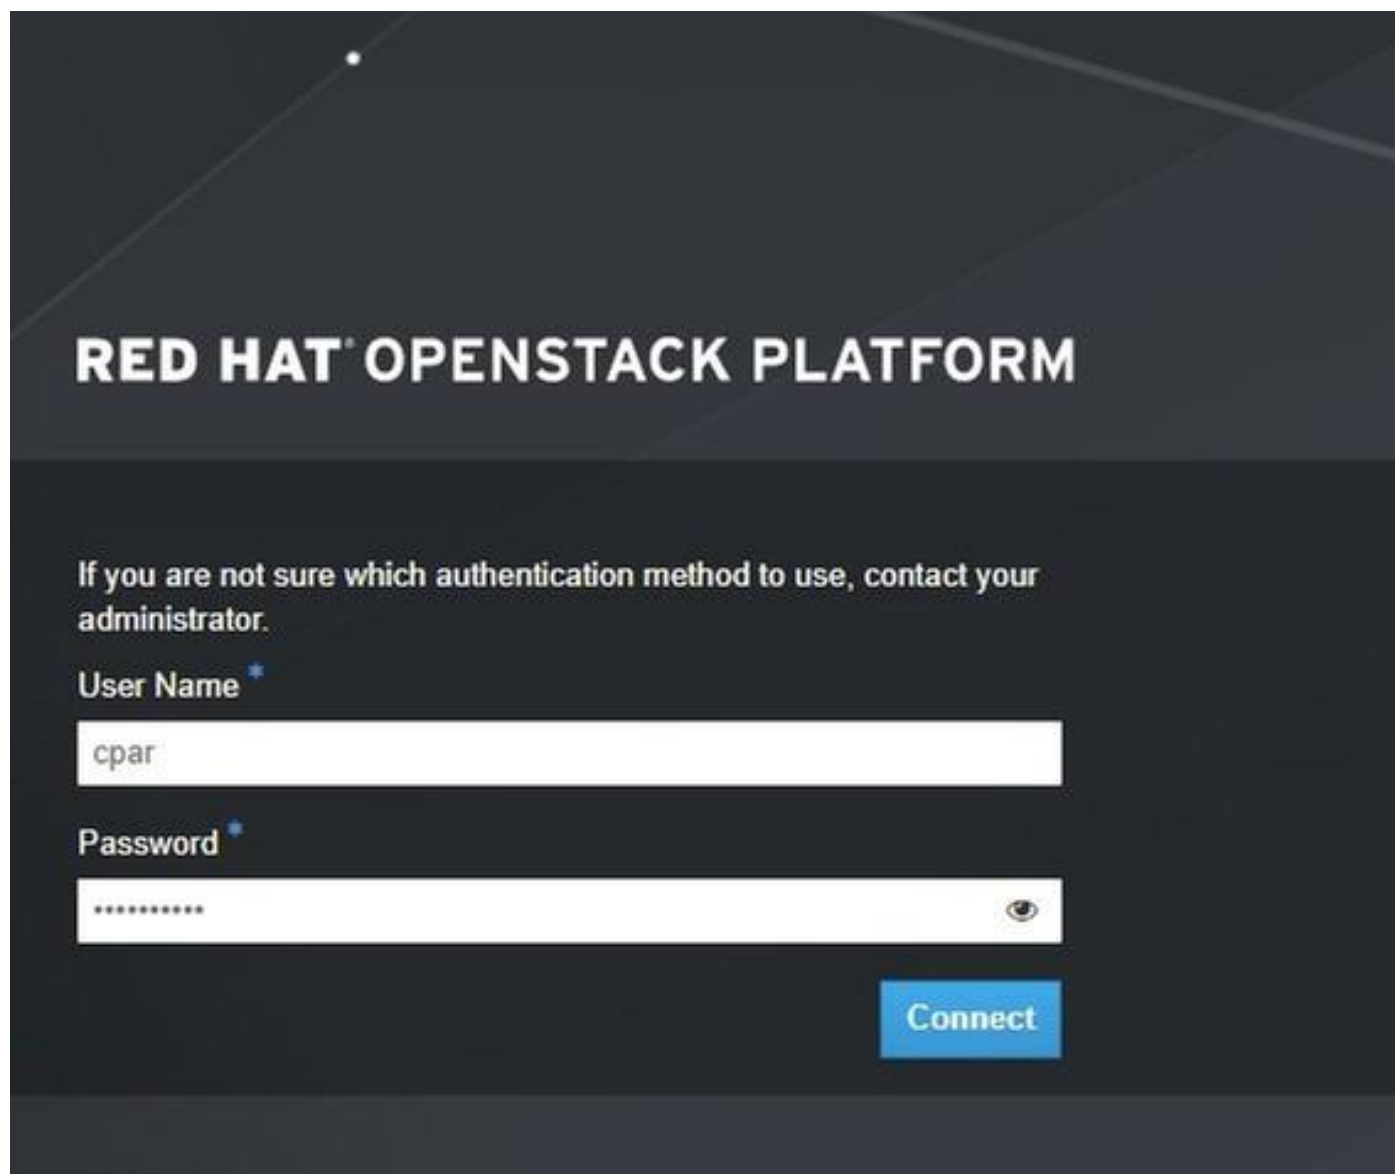 RED HAT® OPENSTACK PLATFORM
If you are not sure which authentication method to use, contact your
administrator.
User Name *
cpar
Password *
••••••••••
Connect